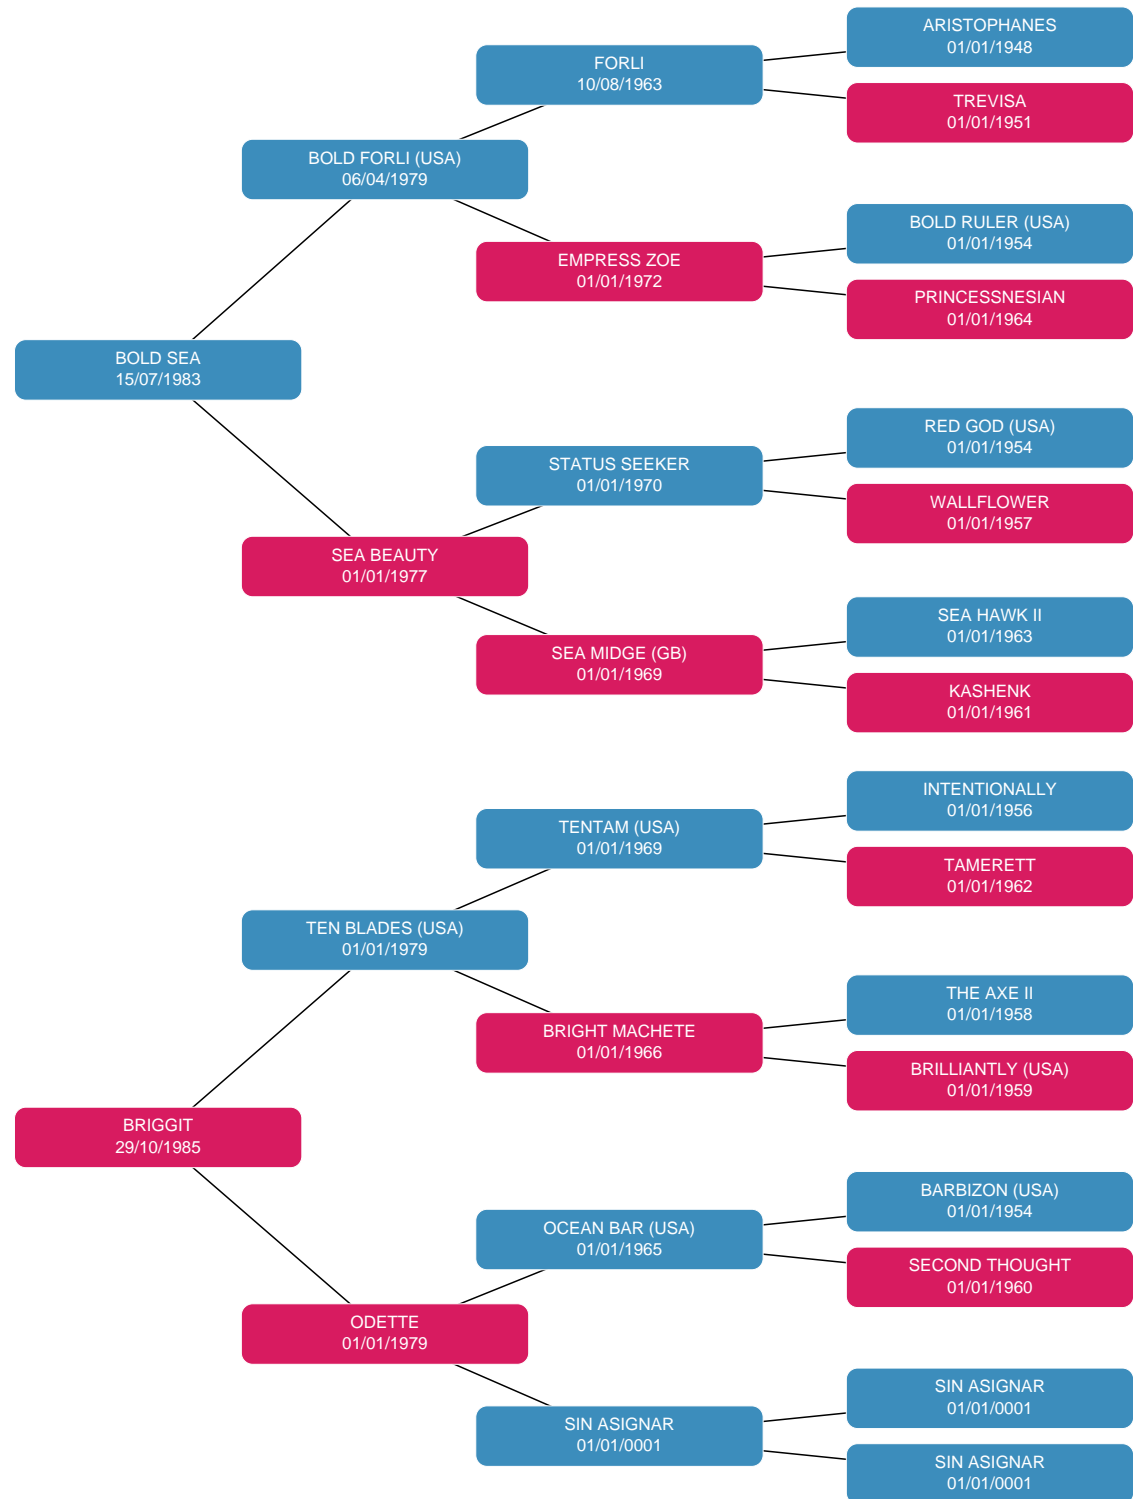 ARISTOPHANES
01/01/1948
FORLI
10/08/1963
TREVISA
01/01/1951
BOLD FORLI (USA)
06/04/1979
BOLD RULER (USA)
01/01/1954
EMPRESS ZOE
01/01/1972
PRINCESSNESIAN
01/01/1964
BOLD SEA
15/07/1983
RED GOD (USA)
01/01/1954
STATUS SEEKER
01/01/1970
WALLFLOWER
01/01/1957
SEA BEAUTY
01/01/1977
SEA HAWK II
01/01/1963
SEA MIDGE (GB)
01/01/1969
KASHENK
01/01/1961
INTENTIONALLY
01/01/1956
TENTAM (USA)
01/01/1969
TAMERETT
01/01/1962
TEN BLADES (USA)
01/01/1979
THE AXE II
01/01/1958
BRIGHT MACHETE
01/01/1966
BRILLIANTLY (USA)
01/01/1959
BRIGGIT
29/10/1985
BARBIZON (USA)
01/01/1954
OCEAN BAR (USA)
01/01/1965
SECOND THOUGHT
01/01/1960
ODETTE
01/01/1979
SIN ASIGNAR
01/01/0001
SIN ASIGNAR
01/01/0001
SIN ASIGNAR
01/01/0001